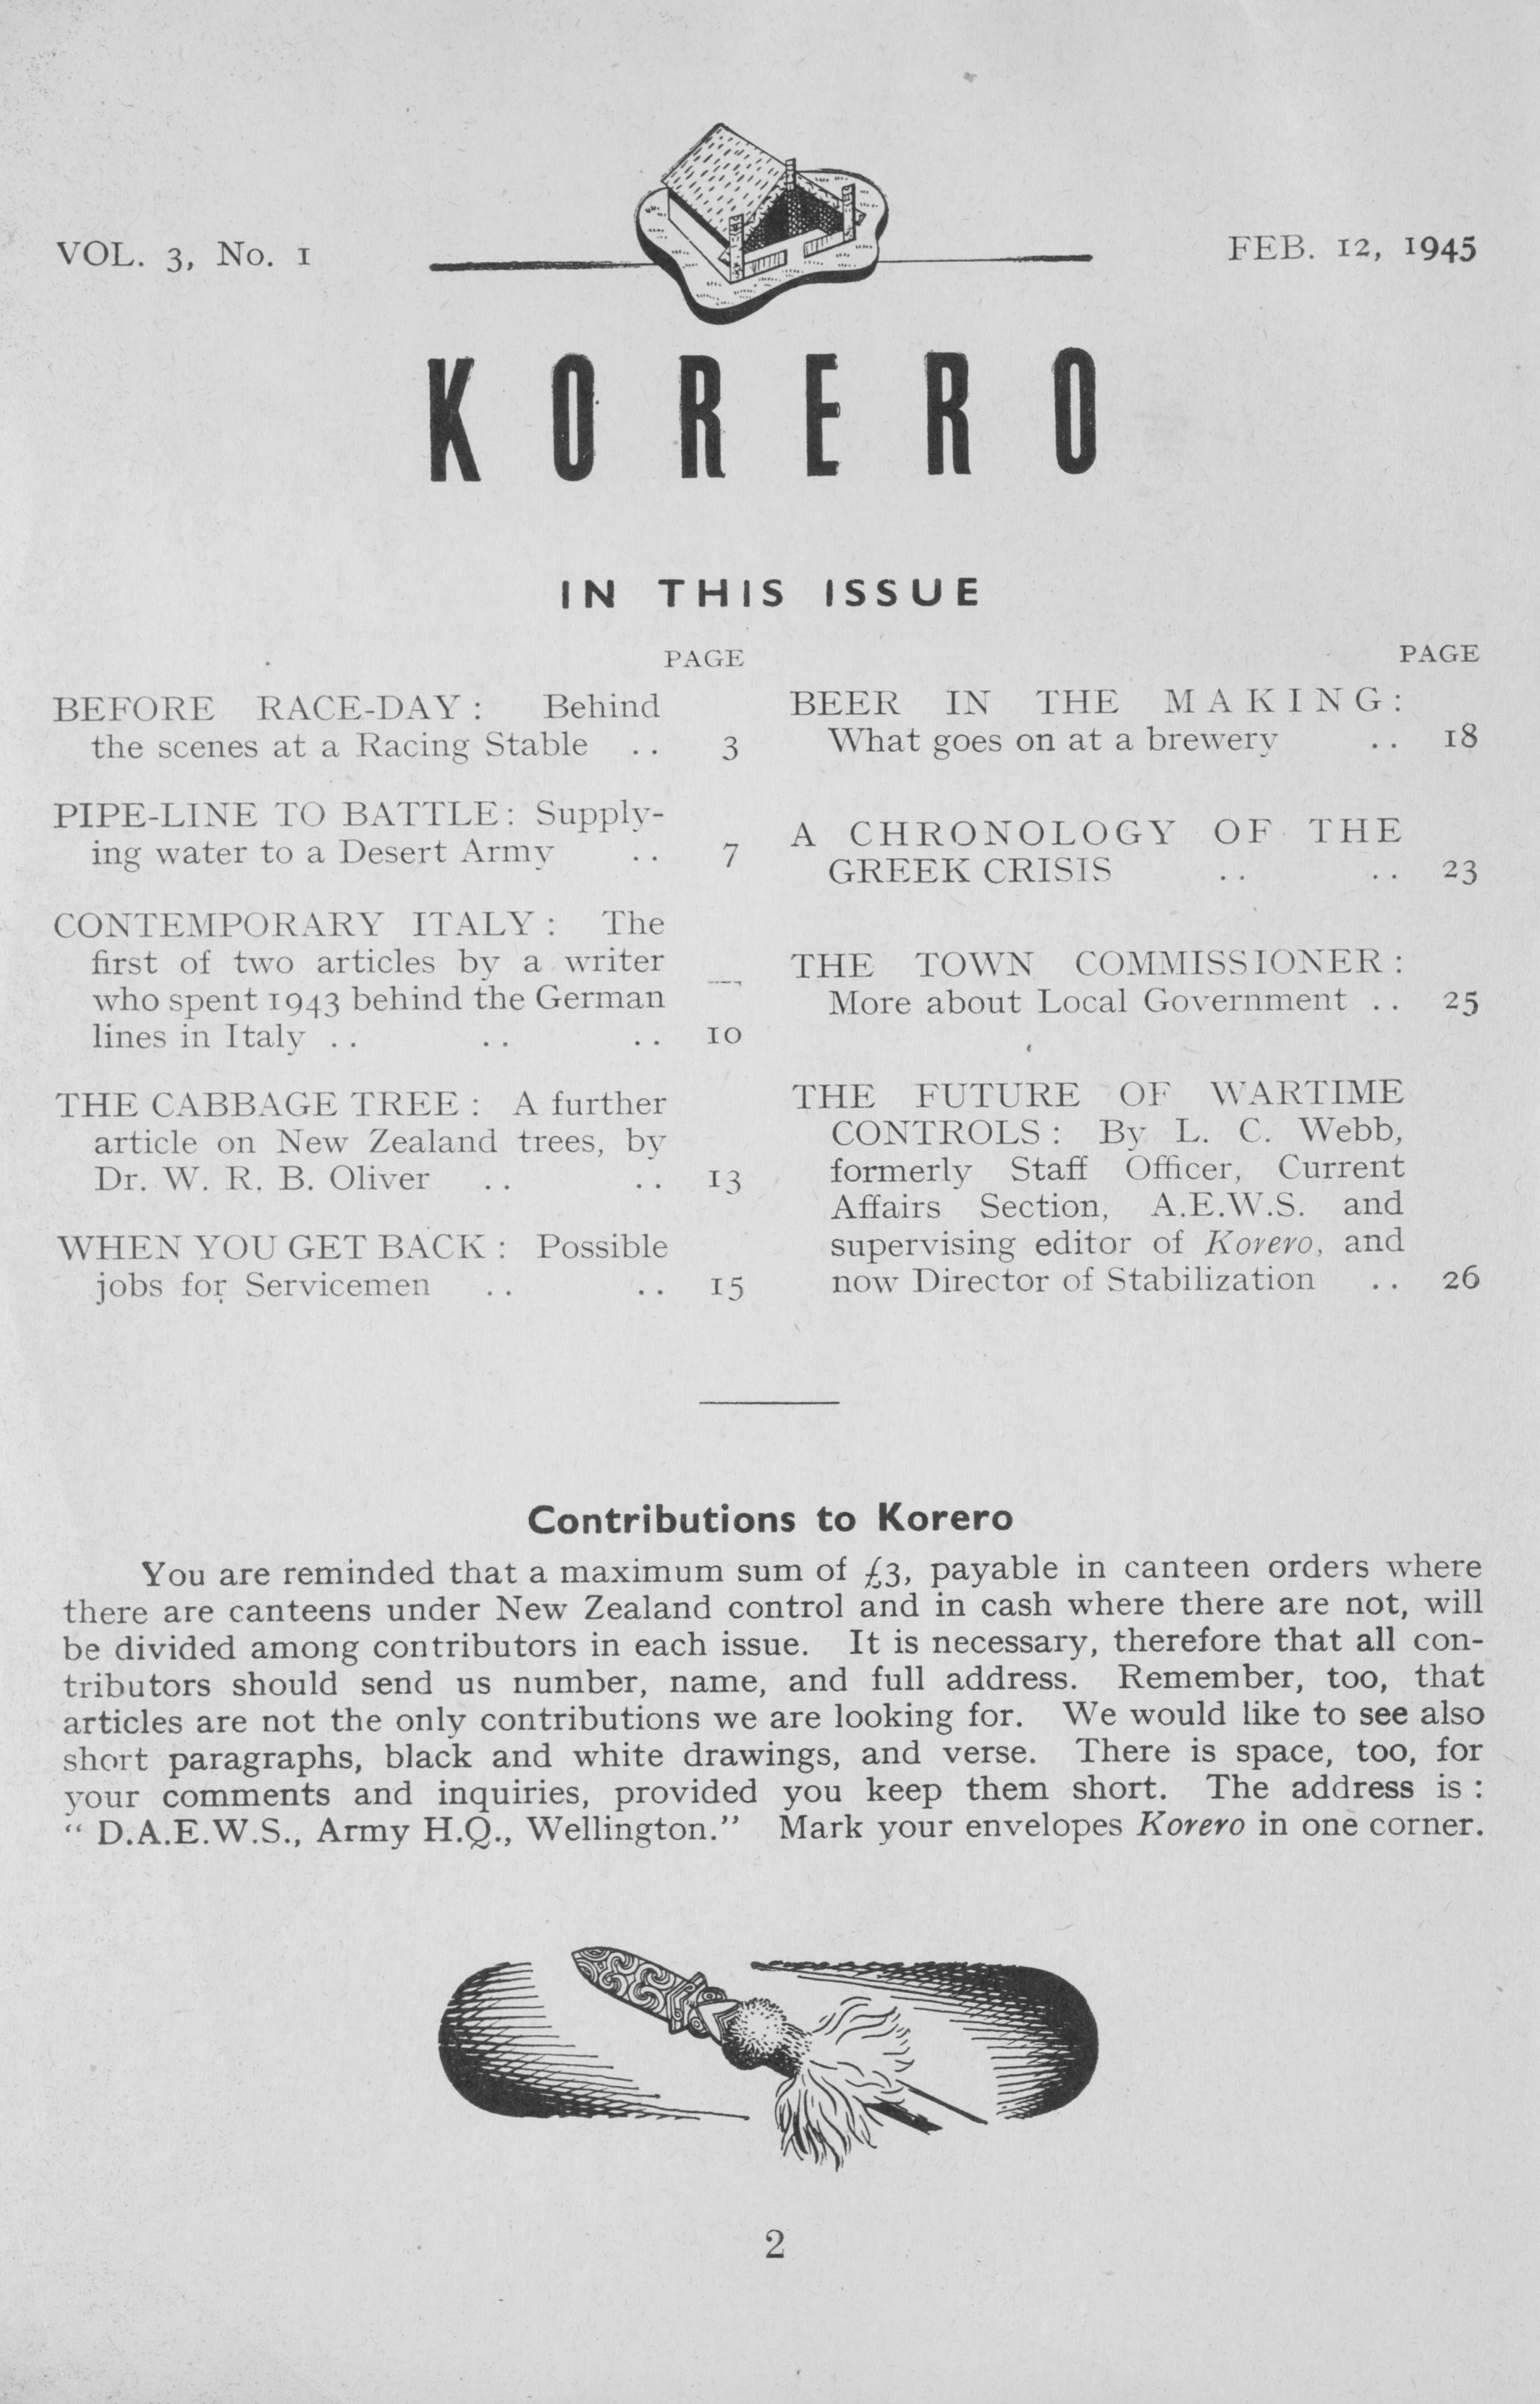 VOL. 3, No. 1
FEB. 12, 1945
KORERO
IN THIS ISSUE
PAGE
BEFORE RACE-DAY : Behind
the scenes at a Racing Stable .. 3
PIPE-LINE TO BATTLE : Supply-
ing water to a Desert Army .. 7
CONTEMPORARY ITALY : The
first of two articles by a writer
who spent 1943 behind the German
lines in Italy .. .. .. 10
THE CABBAGE TREE : A further
article on New Zealand trees, by
Dr. W. R. B. Oliver .. .. 13
WHEN YOU GET BACK : Possible
jobs for Servicemen .. .. 15
PAGE
BEER IN THE MAKING :
What goes on at a brewery .. 18
A CHRONOLOGY OF THE
GREEK CRISIS .. .. 23
THE TOWN COMMISSIONER :
More about Local Government .. 25
THE FUTURE OF WARTIME
CONTROLS : By L. C. Webb,
formerly Staff Officer, Current
Affairs Section, A.E.W.S. and
supervising editor of Korero, and
now Director of Stabilization .. 26
Contributions to Korero
You are reminded that a maximum sum of £3, payable in canteen orders where
there are canteens under New Zealand control and in cash where there are not, will
be divided among contributors in each issue. It is necessary, therefore that all con-
tributors should send us number, name, and full address. Remember, too, that
articles are not the only contributions we are looking for. We would like to see also
short paragraphs, black and white drawings, and verse. There is space, too, for
your comments and inquiries, provided you keep them short. The address is :
“ D.A.E.W.S., Army H.Q., Wellington.” Mark your envelopes Korero in one corner.
2